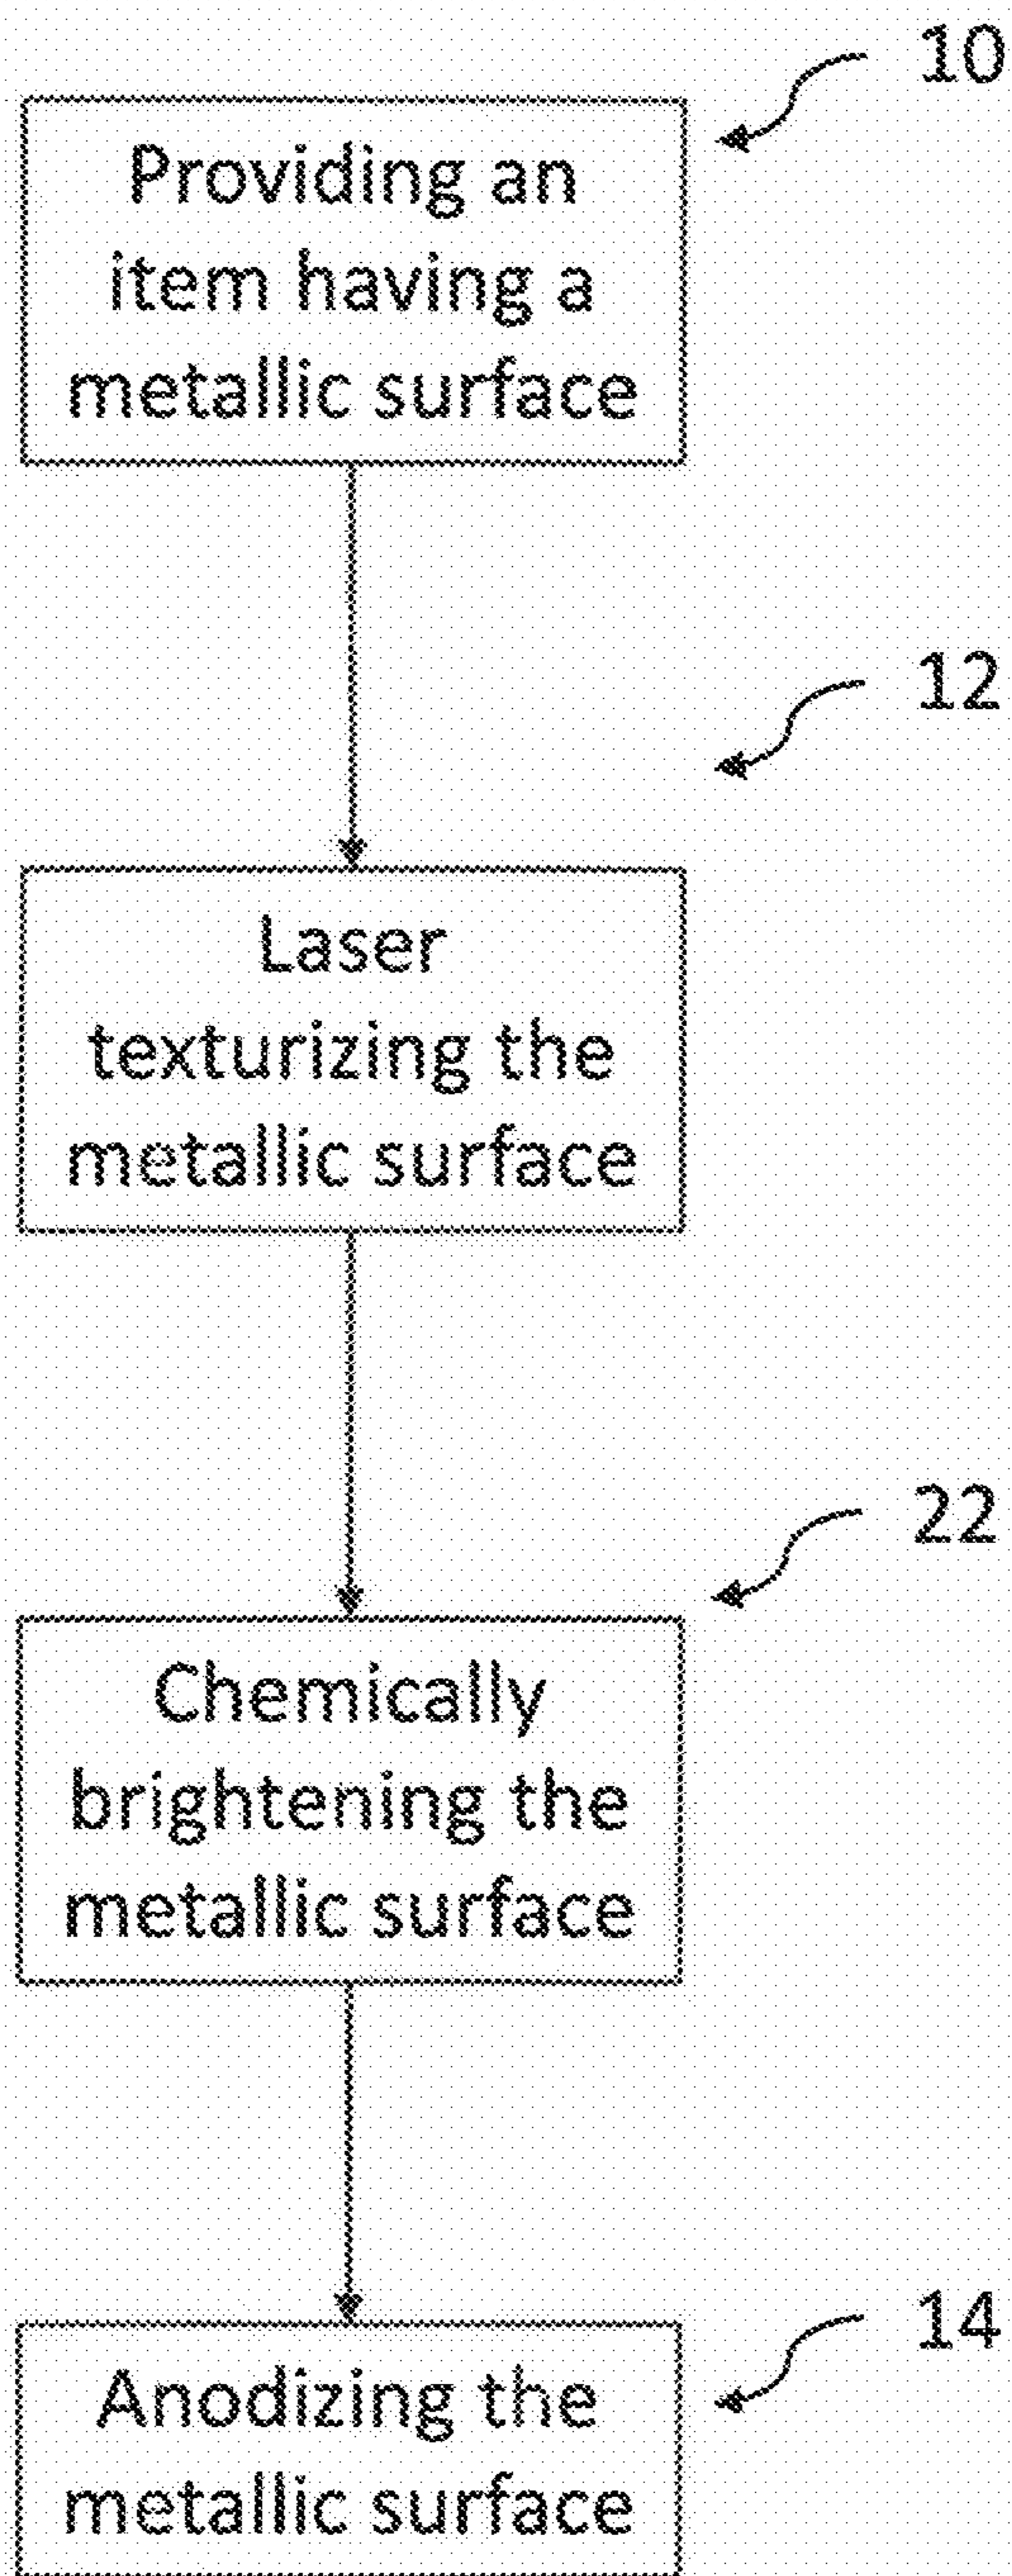 10
Providing an
item having a
metallic surface
12
Laser
texturizing the
metallic surface
22
Chemically
brightening the
metallic surface
14
Anodizing the
metallic surface